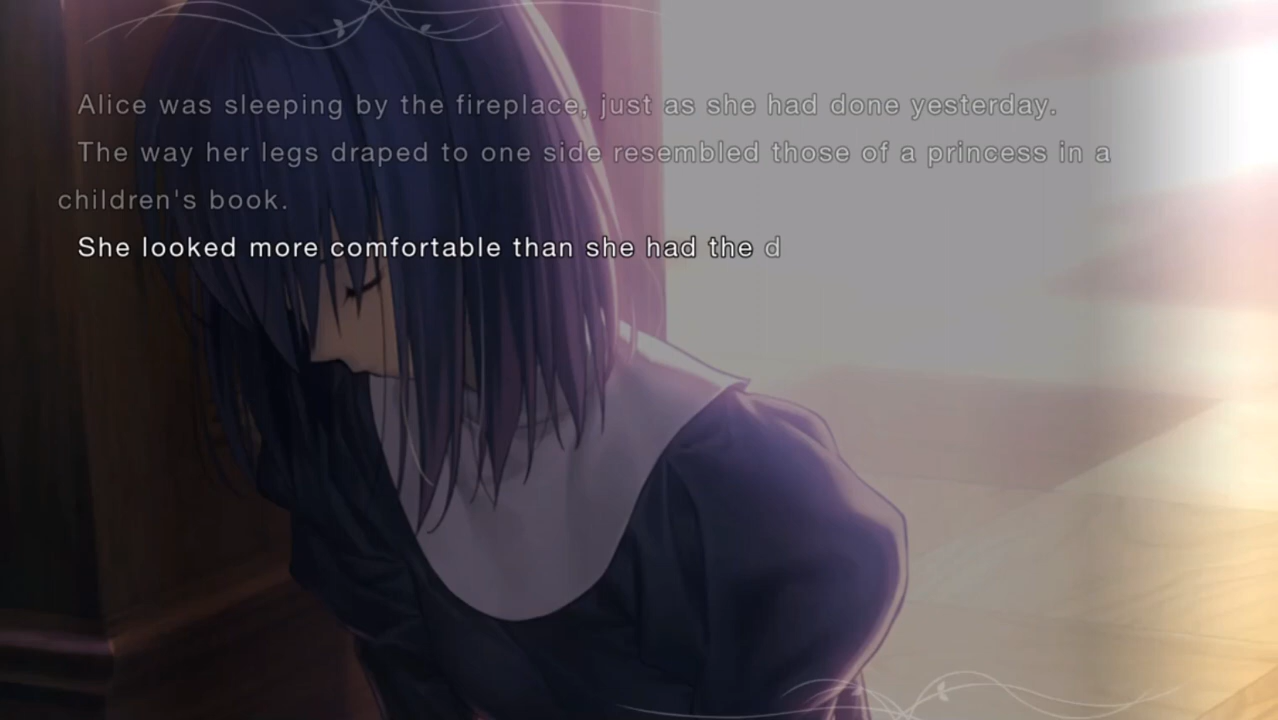 Alice was sleeping by the fireplace, just as she had done yesterday.
The way her legs draped to one side resembled those of a princess in a
children's book.
She looked more comfortable than she had the d